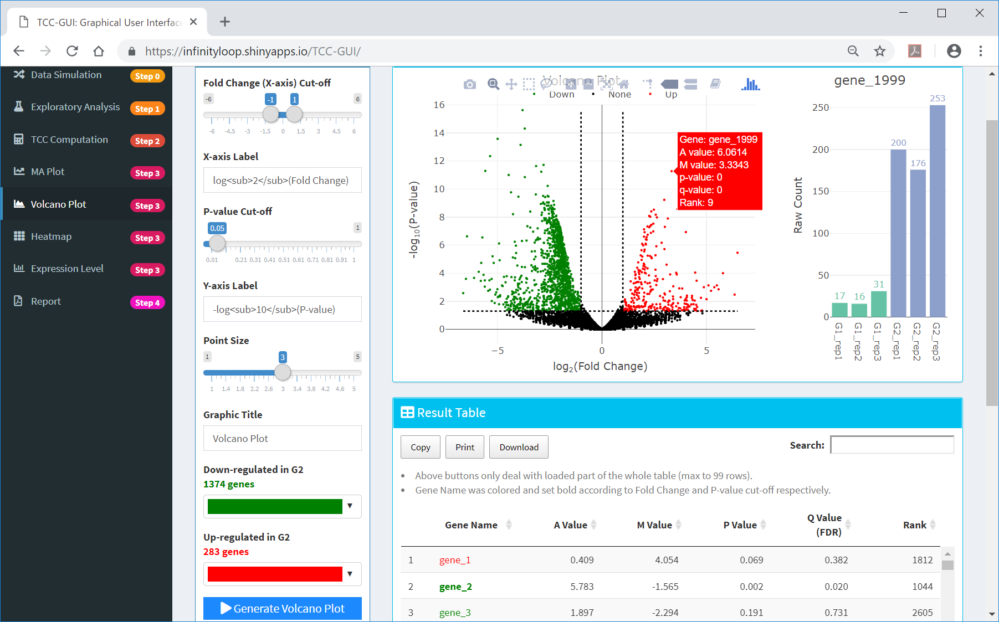 TCC-GUI: Graphical User Interface
https://infinityloop.shinyapps.io/TCC-GUI/
Data Simulation Step 0
Exploratory Analysis Step 1
TCC Computation Step 2
MA Plot Step 3
Volcano Plot Step 3
Heatmap Step 3
Expression Level Step 3
Report Step 4
Fold Change (X-axis) Cut-off
-6 -1 1 6
-6 -4.5 -3 -1.5 0 1.5 3 4.5 6
X-axis Label
log<sub>2</sub>(Fold Change)
P-value Cut-off
0.05 1
0.01 0.21 0.31 0.41 0.51 0.61 0.71 0.81 0.91 1
Y-axis Label
-log<sub>10</sub>(P-value)
Point Size
1 3 5
1 1.4 1.8 2.2 2.6 3 3.4 3.8 4.2 4.6 5
Graphic Title
Volcano Plot
Down-regulated in G2
1374 genes
Up-regulated in G2
283 genes
Generate Volcano Plot
Volcano Plot
Down None Up
16
14
12
10
8
6
4
2
0
-log10(P-value)
−5 0 5
log2(Fold Change)
Gene: gene_1999
A value: 6.0614
M value: 3.3343
p-value: 0
q-value: 0
Rank: 9
gene_1999
250
200
150
100
50
0
Raw Count
17 16 31 200 176 253
G1_rep1
G1_rep2
G1_rep3
G2_rep1
G2_rep2
G2_rep3
Result Table
Copy Print Download
Search:
Above buttons only deal with loaded part of the whole table (max to 99 rows).
Gene Name was colored and set bold according to Fold Change and P-value cut-off respectively.
Gene Name A Value M Value P Value Q Value (FDR) Rank
1 gene_1 0.409 4.054 0.069 0.382 1812
2 gene_2 5.783 -1.565 0.002 0.020 1044
3 gene_3 1.897 -2.294 0.191 0.731 2605